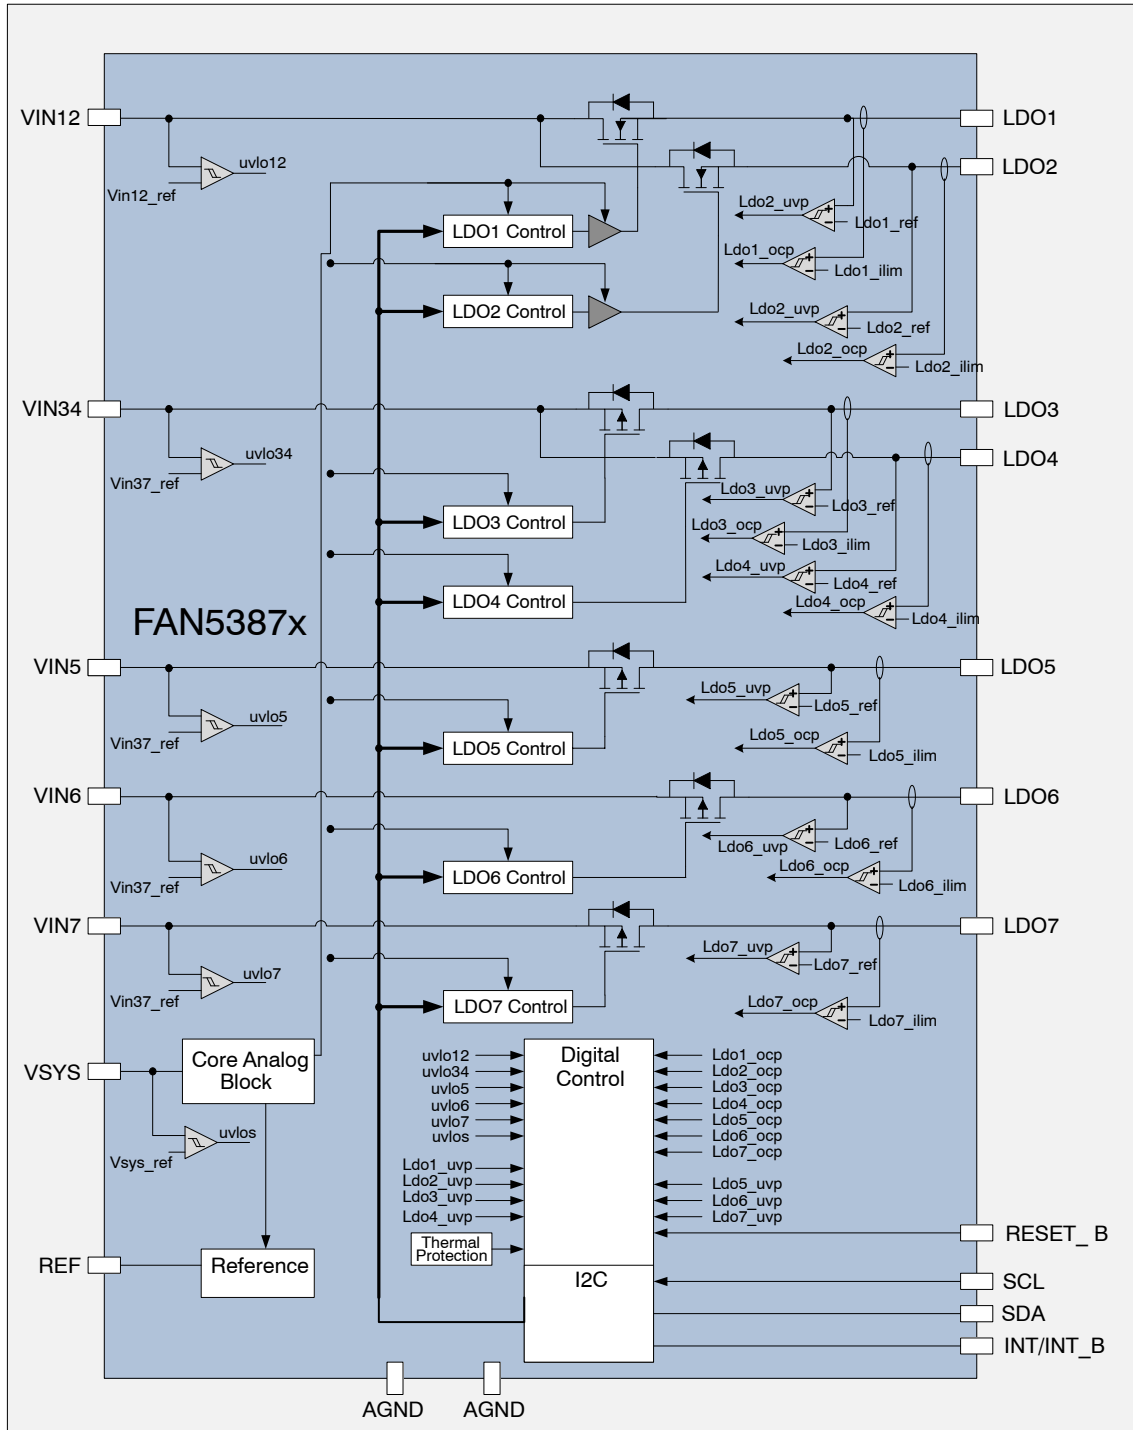 VIN12
LDO1
uvlo12
Vin12_ref
LDO2
Ldo2_uvp
Ldo1_ref
LDO1 Control
Ldo1_ocp
Ldo1_ilim
LDO2 Control
Ldo2_uvp
Ldo2_ref
Ldo2_ocp
Ldo2_ilim
VIN34
LDO3
uvlo34
Vin37_ref
LDO4
Ldo3_uvp
Ldo3_ref
LDO3 Control
Ldo3_ocp
Ldo3_ilim
Ldo4_uvp
Ldo4_ref
LDO4 Control
Ldo4_ocp
Ldo4_ilim
FAN5387x
VIN5
LDO5
uvlo5
Vin37_ref
Ldo5_uvp
Ldo5_ref
LDO5 Control
Ldo5_ocp
Ldo5_ilim
VIN6
LDO6
uvlo6
Vin37_ref
Ldo6_uvp
Ldo6_ref
LDO6 Control
Ldo6_ocp
Ldo6_ilim
VIN7
LDO7
uvlo7
Vin37_ref
Ldo7_uvp
Ldo7_ref
LDO7 Control
Ldo7_ocp
Ldo7_ilim
VSYS
Core Analog
Block
uvlos
Vsys_ref
REF
Reference
uvlo12
uvlo34
uvlo5
uvlo6
uvlo7
uvlos
Ldo1_uvp
Ldo2_uvp
Ldo3_uvp
Ldo4_uvp
Thermal
Protection
Digital
Control
I2C
Ldo1_ocp
Ldo2_ocp
Ldo3_ocp
Ldo4_ocp
Ldo5_ocp
Ldo6_ocp
Ldo7_ocp
Ldo5_uvp
Ldo6_uvp
Ldo7_uvp
RESET_ B
SCL
SDA
INT/INT_B
AGND
AGND